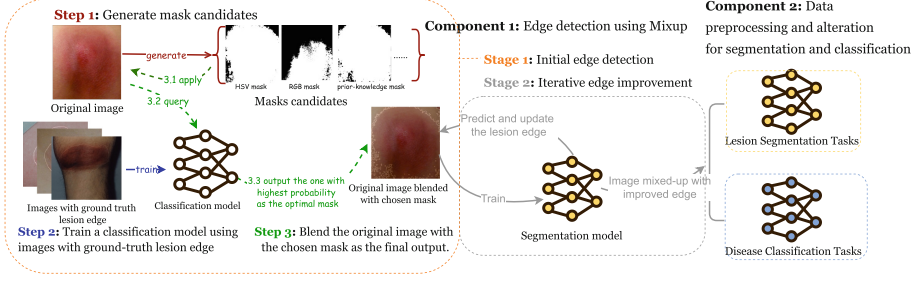 Step 1: Generate mask candidates
generate
HSV mask
RGB mask
prior-knowledge mask
......
Masks candidates
Original image
3.1 apply
3.2 query
Images with ground truth
lesion edge
train
Classification model
3.3 output the one with
highest probability
as the optimal mask
Original image blended
with chosen mask
Step 2: Train a classification model using
images with ground-truth lesion edge
Step 3: Blend the original image with
the chosen mask as the final output.
Component 1: Edge detection using Mixup
Stage 1: Initial edge detection
Stage 2: Iterative edge improvement
Predict and update
the lesion edge
Train
Segmentation model
Image mixed-up with
improved edge
Component 2: Data
preprocessing and alteration
for segmentation and classification
Lesion Segmentation Tasks
Disease Classification Tasks